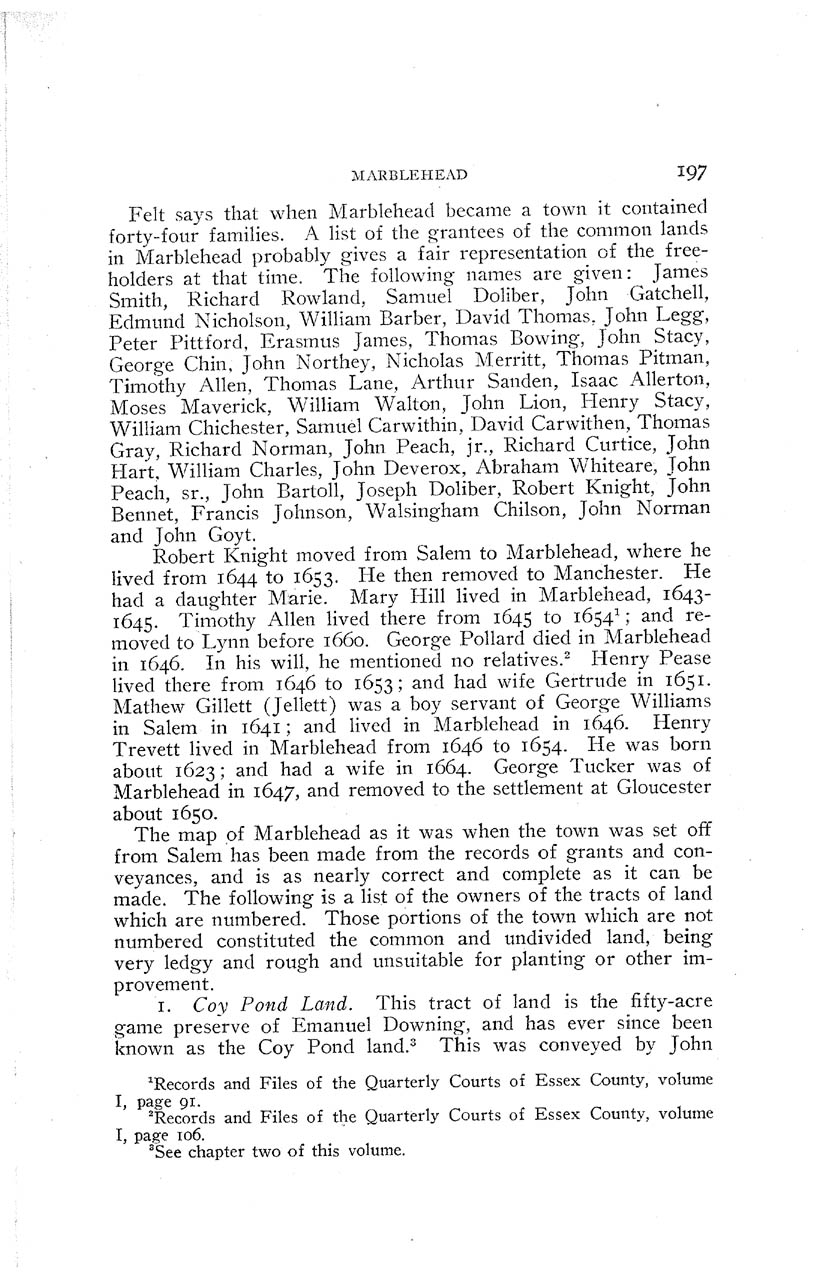 MARBLEHEAD 197
Felt says that when Marblehead became a town it contained
forty-four families. A list of the grantees of the common lands
in Marblehead probably gives a fair representation of the free-
holders at that time. The following names are given: James
Smith, Richard Rowland, Samuel Doliber, John Gatchell,
Edmund Nicholson, William Barber, David Thomas, John Legg,
Peter Pittford, Erasmus James, Thomas Bowing, John Stacy,
George Chin, John Northey, Nicholas Merritt, Thomas Pitman,
Timothy Allen, Thomas Lane, Arthur Sanden, Isaac Allerton,
Moses Maverick, William Walton, John Lion, Henry Stacy,
William Chichester, Samuel Carwithin, David Carwithen, Thomas
Gray, Richard Norman, John Peach, jr., Richard Curtice, John
Hart, William Charles, John Deverox, Abraham Whiteare, John
Peach, sr., John Bartoll, Joseph Doliber, Robert Knight, John
Bennet, Francis Johnson, Walsingham Chilson, John Norman
and John Goyt.
Robert Knight moved from Salem to Marblehead, where he
lived from 1644 to 1653. He then removed to Manchester. He
had a daughter Marie. Mary Hill lived in Marblehead, 1643-
1645. Timothy Allen lived there from 1645 to 1654¹; and re-
moved to Lynn before 1660. George Pollard died in Marblehead
in 1646. In his will, he mentioned no relatives.² Henry Pease
lived there from 1646 to 1653; and had wife Gertrude in 1651.
Mathew Gillett (Jellett) was a boy servant of George Williams
in Salem in 1641; and lived in Marblehead in 1646. Henry
Trevett lived in Marblehead from 1646 to 1654. He was born
about 1623; and had a wife in 1664. George Tucker was of
Marblehead in 1647, and removed to the settlement at Gloucester
about 1650.
The map of Marblehead as it was when the town was set off
from Salem has been made from the records of grants and con-
veyances, and is as nearly correct and complete as it can be
made. The following is a list of the owners of the tracts of land
which are numbered. Those portions of the town which are not
numbered constituted the common and undivided land, being
very ledgy and rough and unsuitable for planting or other im-
provement.
1. Coy Pond Land. This tract of land is the fifty-acre
game preserve of Emanuel Downing, and has ever since been
known as the Coy Pond land.³ This was conveyed by John
¹Records and Files of the Quarterly Courts of Essex County, volume
I, page 91.
²Records and Files of the Quarterly Courts of Essex County, volume
I, page 106.
³See chapter two of this volume.